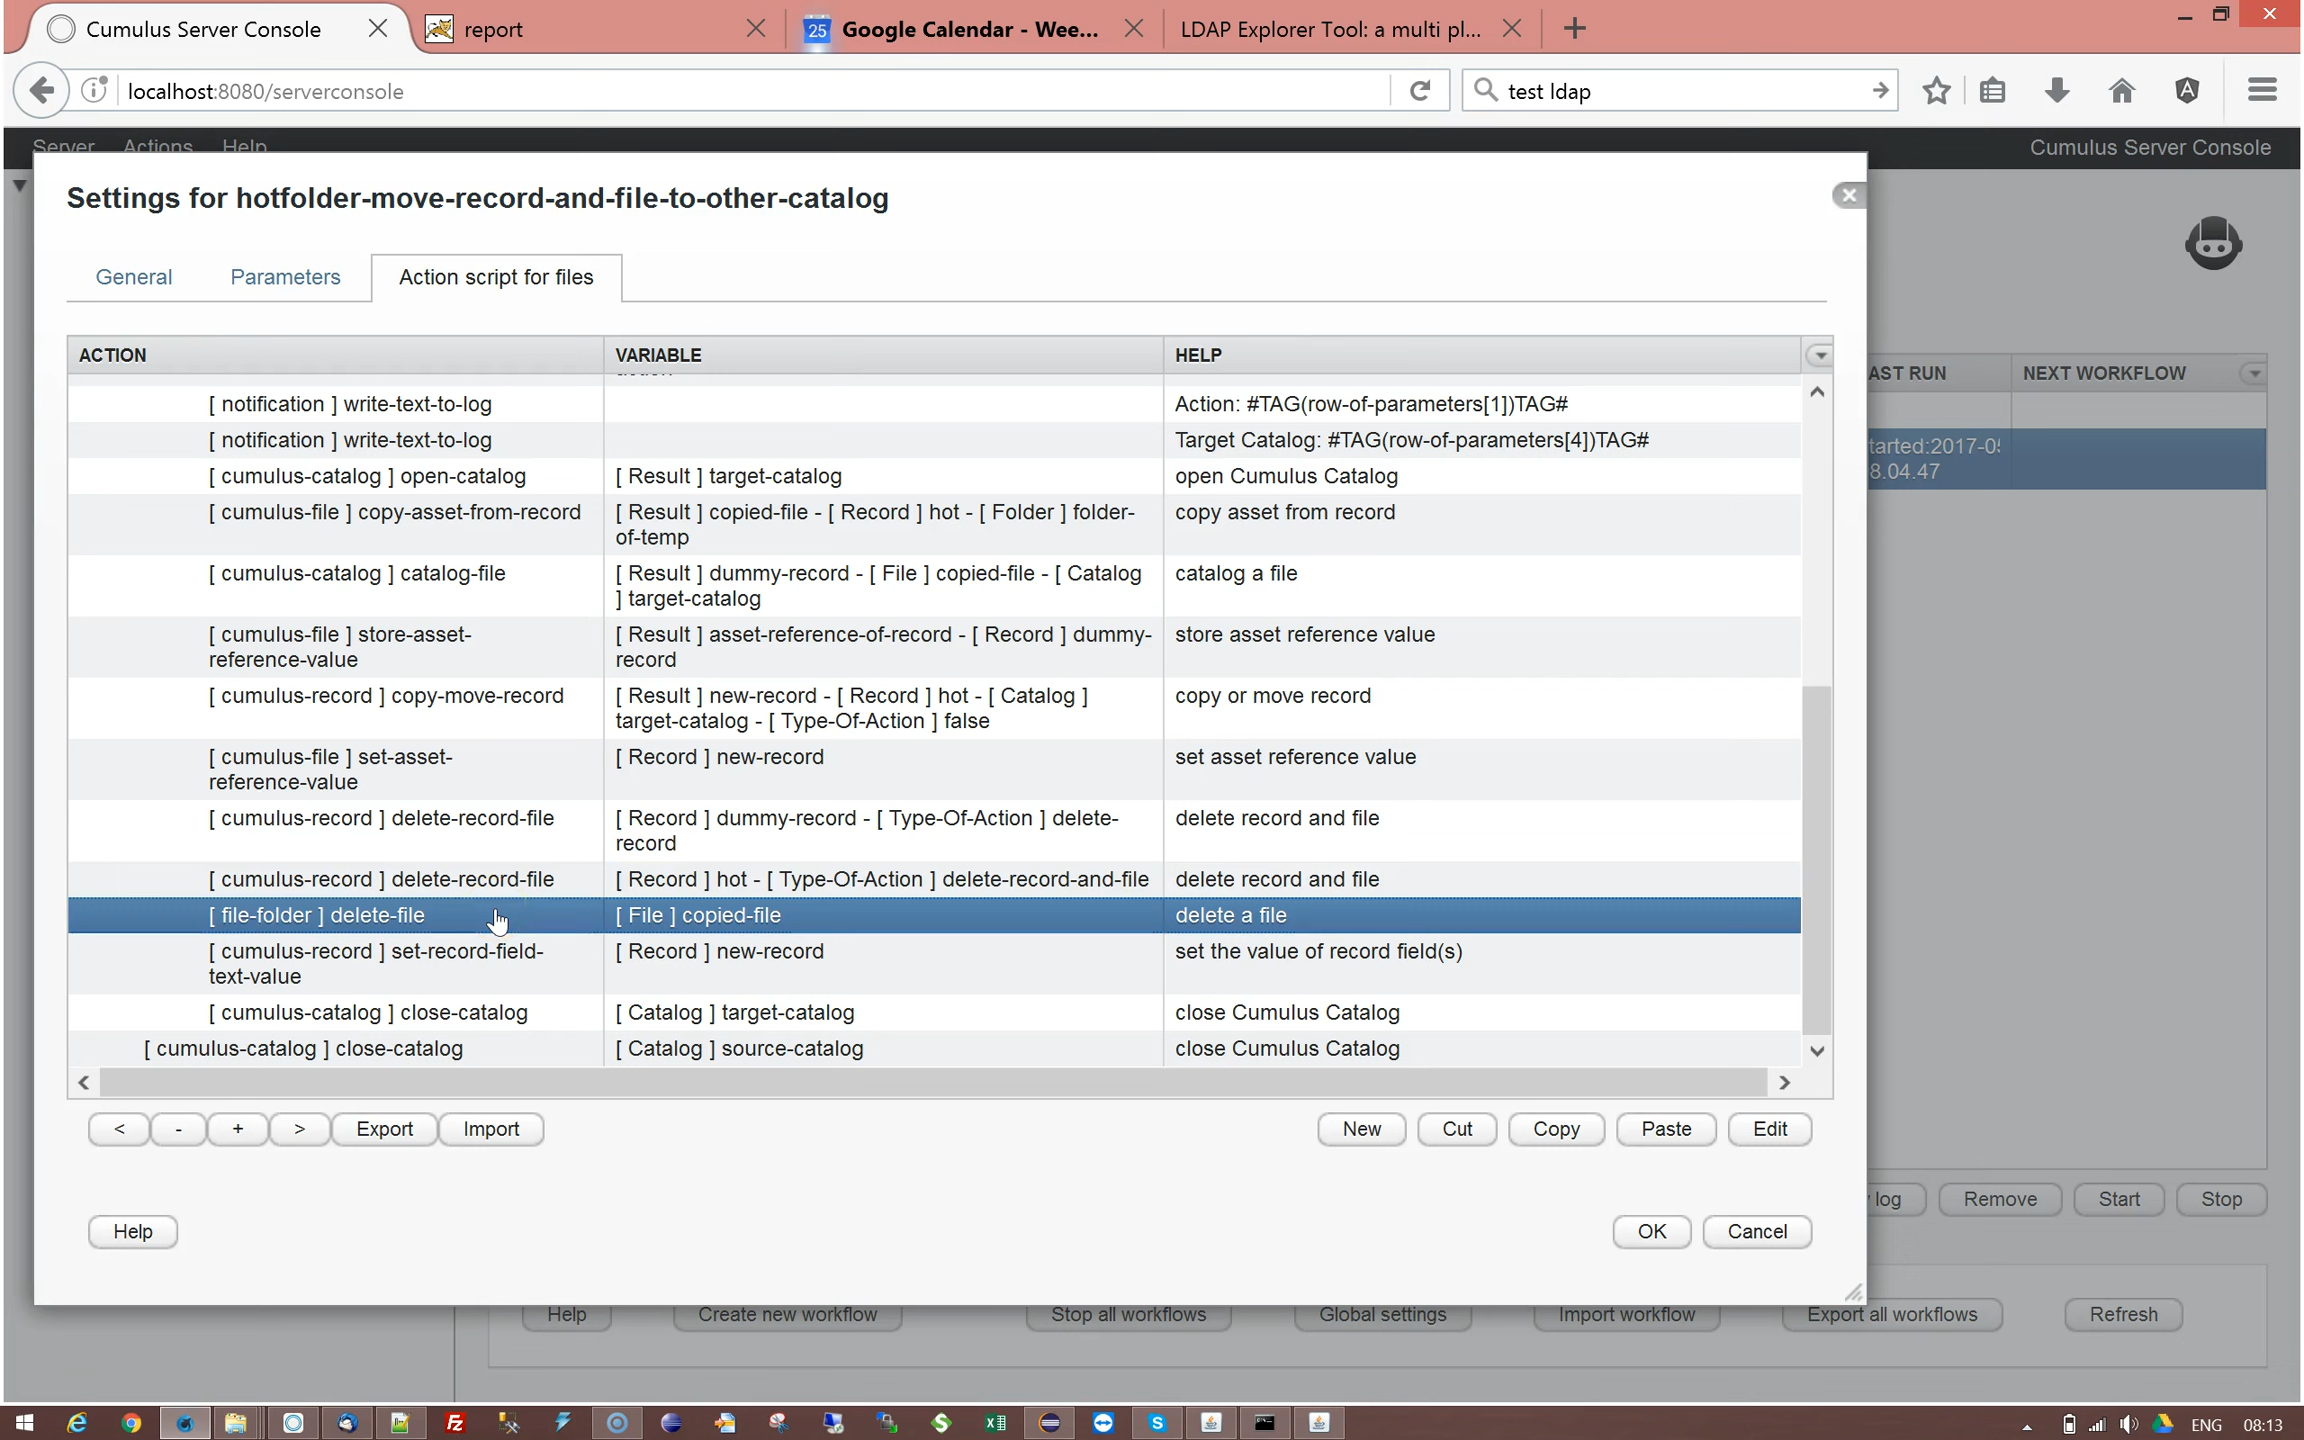 Cumulus Server Console
report
25
Google Calendar - Wee...
LDAP Explorer Tool: a multi pl...
localhost:8080/serverconsole
test ldap
Server Actions Help
Cumulus Server Console
Settings for hotfolder-move-record-and-file-to-other-catalog
General
Parameters
Action script for files
ACTION
VARIABLE
HELP
AST RUN
NEXT WORKFLOW
[ notification ] write-text-to-log
Action: #TAG(row-of-parameters[1])TAG#
[ notification ] write-text-to-log
Target Catalog: #TAG(row-of-parameters[4])TAG#
tarted:2017-05
8.04.47
[ cumulus-catalog ] open-catalog
[ Result ] target-catalog
open Cumulus Catalog
[ cumulus-file ] copy-asset-from-record
[ Result ] copied-file - [ Record ] hot - [ Folder ] folder-
of-temp
copy asset from record
[ cumulus-catalog ] catalog-file
[ Result ] dummy-record - [ File ] copied-file - [ Catalog
] target-catalog
catalog a file
[ cumulus-file ] store-asset-
reference-value
[ Result ] asset-reference-of-record - [ Record ] dummy-
record
store asset reference value
[ cumulus-record ] copy-move-record
[ Result ] new-record - [ Record ] hot - [ Catalog ]
target-catalog - [ Type-Of-Action ] false
copy or move record
[ cumulus-file ] set-asset-
reference-value
[ Record ] new-record
set asset reference value
[ cumulus-record ] delete-record-file
[ Record ] dummy-record - [ Type-Of-Action ] delete-
record
delete record and file
[ cumulus-record ] delete-record-file
[ Record ] hot - [ Type-Of-Action ] delete-record-and-file
delete record and file
[ file-folder ] delete-file
[ File ] copied-file
delete a file
[ cumulus-record ] set-record-field-
text-value
[ Record ] new-record
set the value of record field(s)
[ cumulus-catalog ] close-catalog
[ Catalog ] target-catalog
close Cumulus Catalog
[ cumulus-catalog ] close-catalog
[ Catalog ] source-catalog
close Cumulus Catalog
< - + > Export Import
New Cut Copy Paste Edit
log Remove Start Stop
Help
OK Cancel
Help Create new workflow Stop all workflows Global settings Import workflow Export all workflows Refresh
ENG 08:13